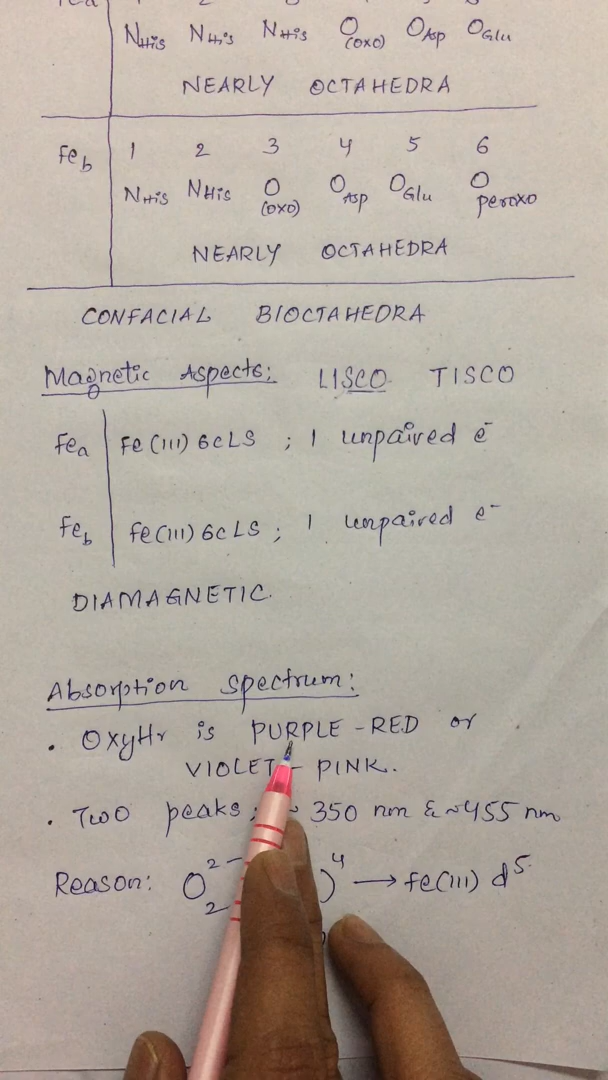 NHis NHis NHis O(oxo) OAsp OGlu
NEARLY OCTAHEDRA
Feb 1 2 3 4 5 6
NHis NHis O(oxo) OAsp OGlu Operoxo
NEARLY OCTAHEDRA
CONFACIAL BIOCTAHEDRA
Magnetic Aspects: LISCO TISCO
Fea Fe(III) 6C LS ; 1 unpaired e-
Feb Fe(III) 6C LS ; 1 unpaired e-
DIAMAGNETIC.
Absorption Spectrum:
. OxyHr is PURPLE-RED or
VIOLET - PINK.
. Two peaks: ~ 350 nm & ~455 nm
Reason: O2 2- )4 → Fe(III) d5